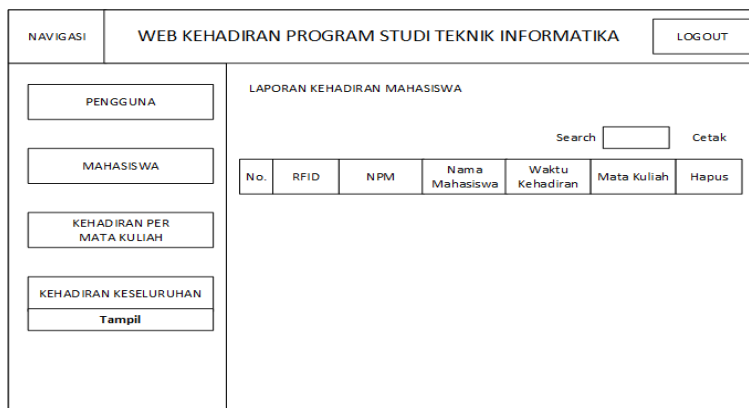 NAVIGASI
WEB KEHADIRAN PROGRAM STUDI TEKNIK INFORMATIKA
LOGOUT
PENGGUNA
MAHASISWA
KEHADIRAN PER
MATA KULIAH
KEHADIRAN KESELURUHAN
Tampil
LAPORAN KEHADIRAN MAHASISWA
Search
Cetak
No.
RFID
NPM
Nama
Mahasiswa
Waktu
Kehadiran
Mata Kuliah
Hapus